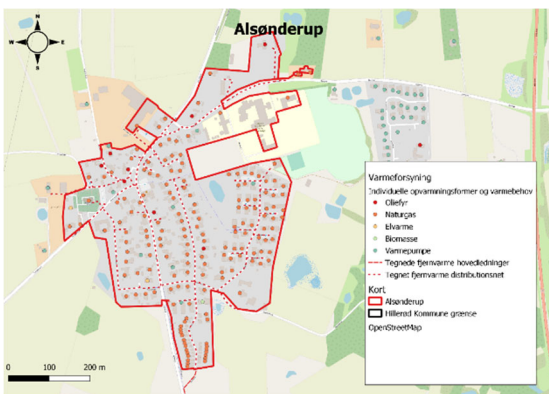 Alsønderup
N
W E
S
Varmeforsyning
Individuelle opvarmningsformer og varmebehov
Oliefyr
Naturgas
Elvarme
Biomasse
Varmepumpe
Tegnede fjernvarme hovedledninger
Tegnet fjernvarme distributionsnet
Kort
Alsønderup
Hillerød Kommune grænse
OpenStreetMap
0 100 200 m